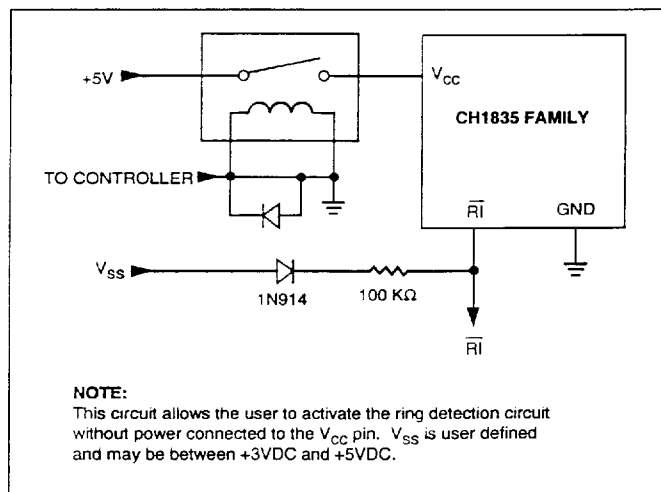 +5V
V_CC
CH1835 FAMILY
TO CONTROLLER
R̅I̅
GND
V_SS
1N914
100 KΩ
R̅I̅
NOTE:
This circuit allows the user to activate the ring detection circuit
without power connected to the V_CC pin. V_SS is user defined
and may be between +3VDC and +5VDC.